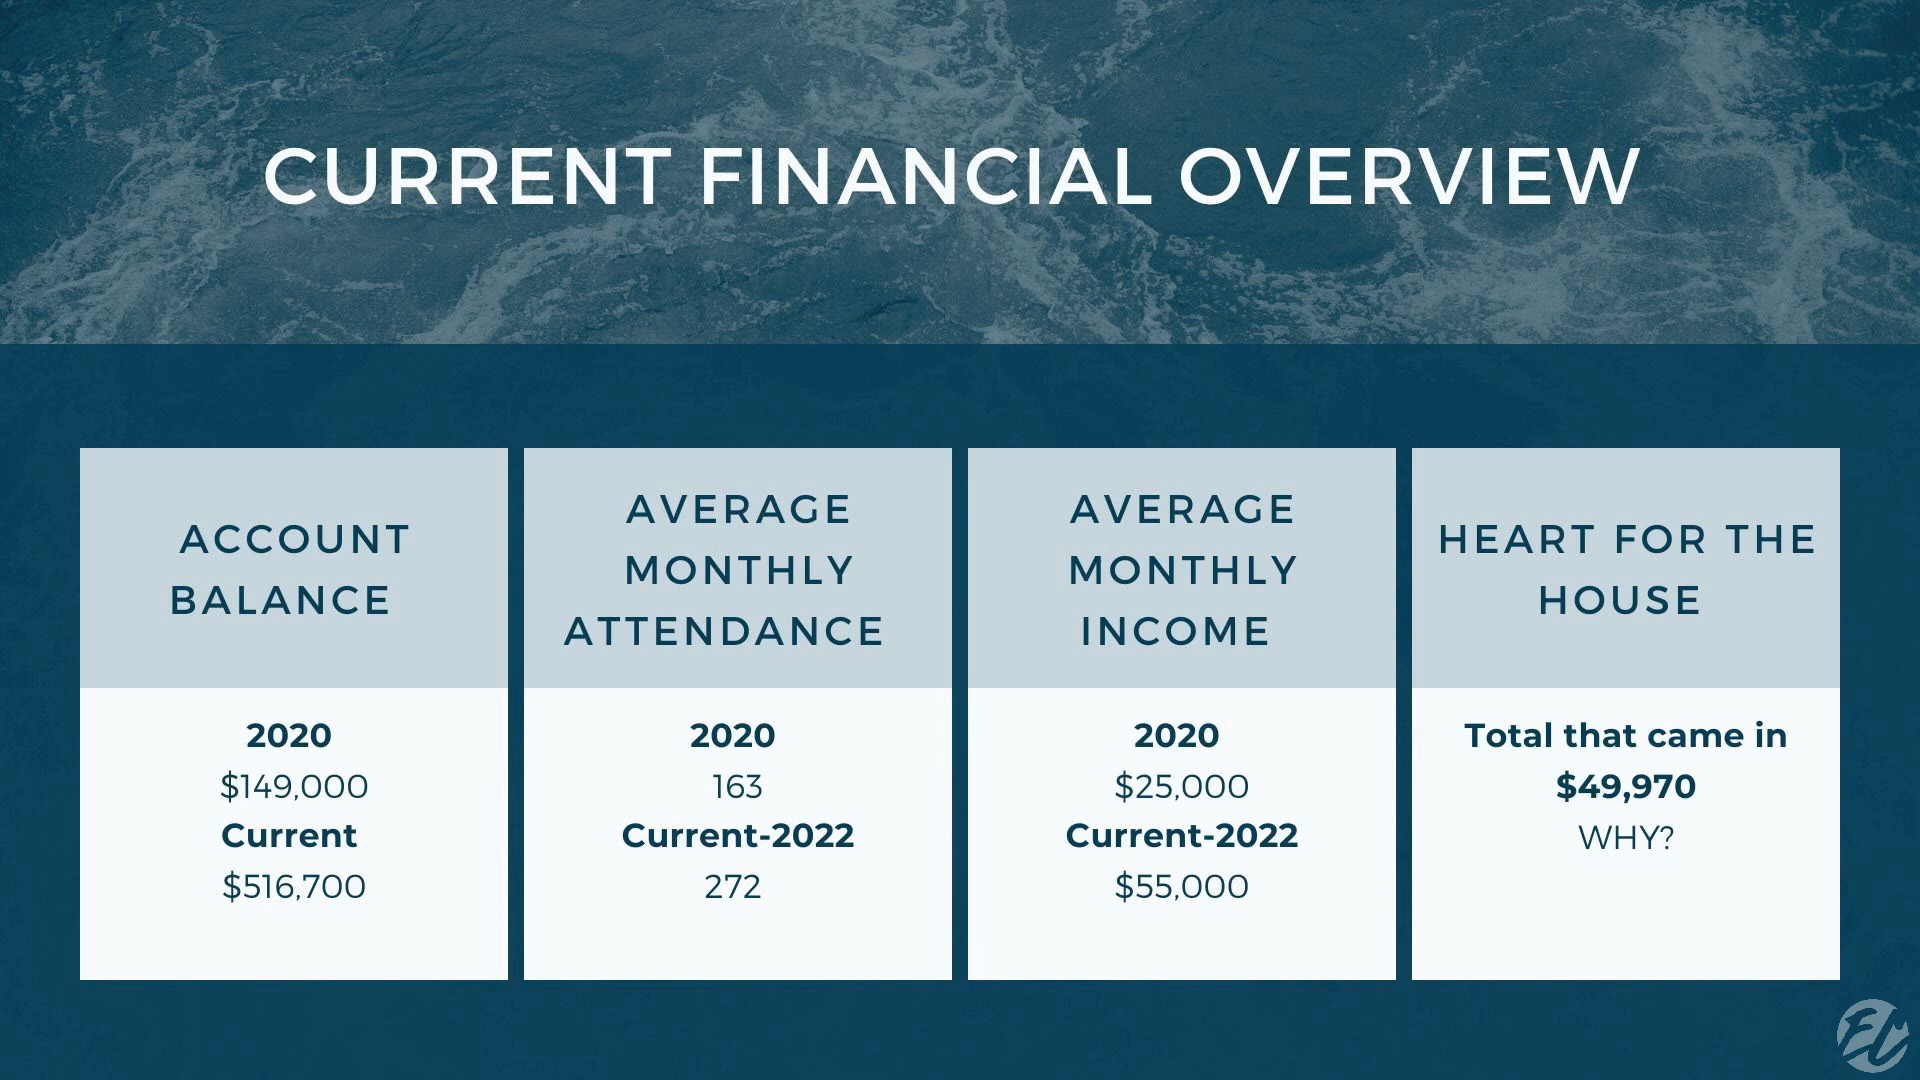 CURRENT FINANCIAL OVERVIEW
ACCOUNT
BALANCE
2020
$149,000
Current
$516,700
AVERAGE
MONTHLY
ATTENDANCE
2020
163
Current-2022
272
AVERAGE
MONTHLY
INCOME
2020
$25,000
Current-2022
$55,000
HEART FOR THE
HOUSE
Total that came in
$49,970
WHY?